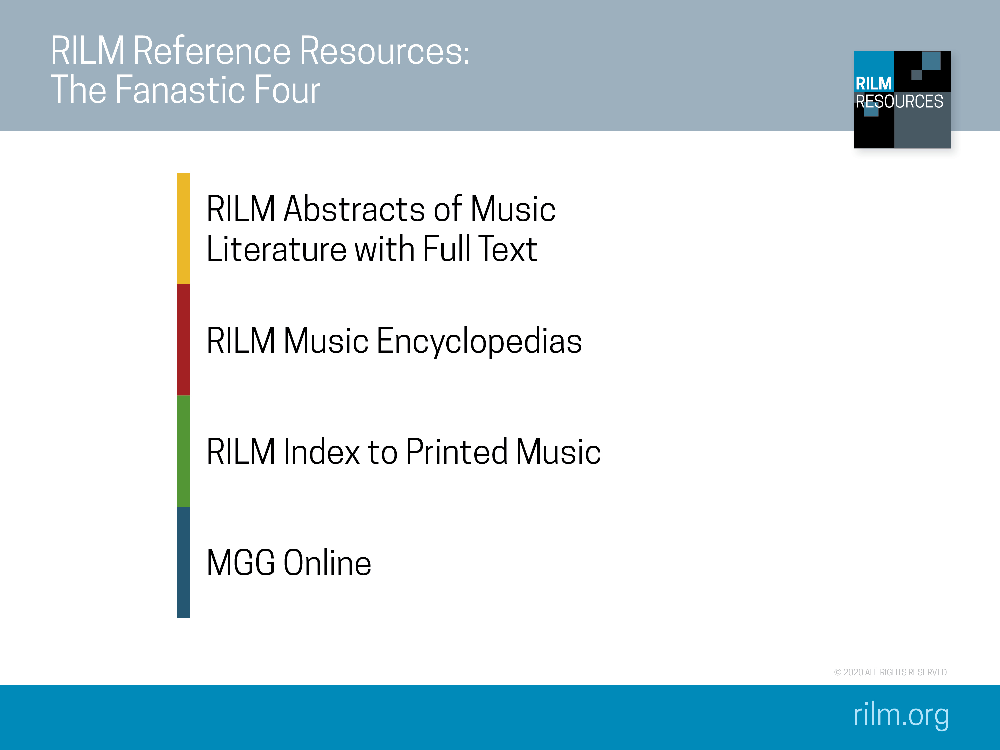 RILM Reference Resources:
The Fanastic Four
RILM
RESOURCES
RILM Abstracts of Music
Literature with Full Text
RILM Music Encyclopedias
RILM Index to Printed Music
MGG Online
© 2020 ALL RIGHTS RESERVED
rilm.org